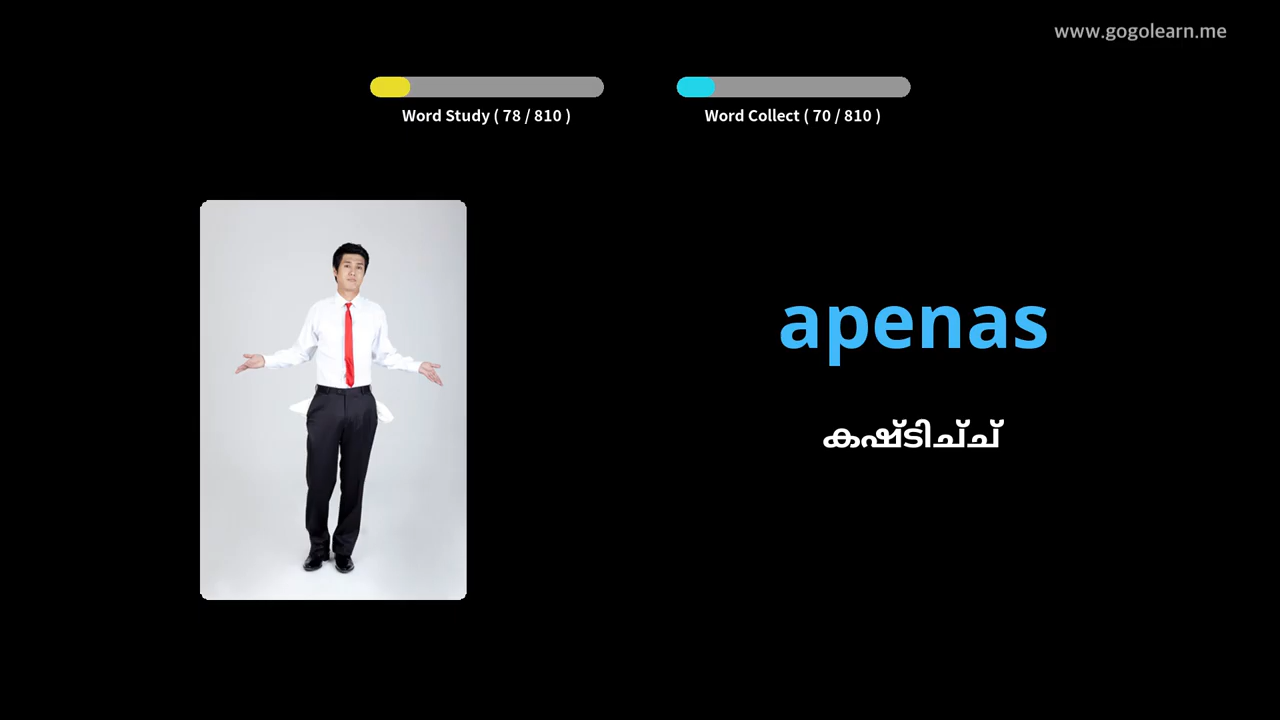 www.gogolearn.me
Word Study ( 78 / 810 )
Word Collect ( 70 / 810 )
apenas
കഷ്ടിച്ച്